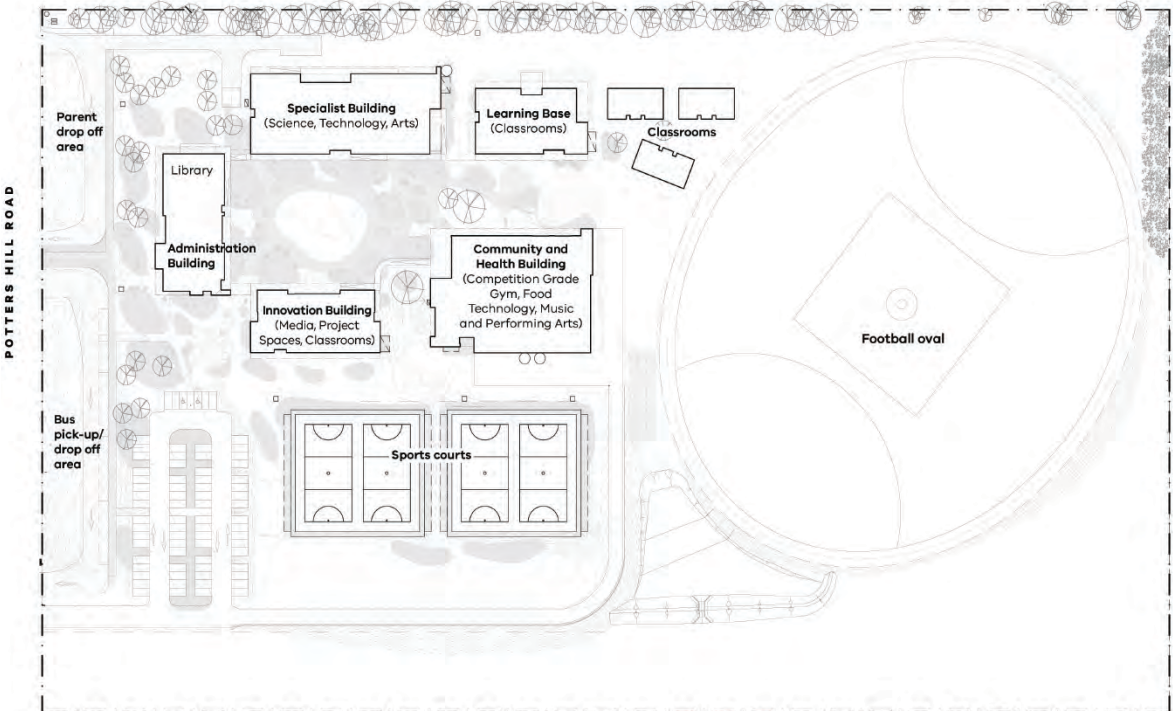 POTTERS HILL ROAD
Parent
drop off
area
Specialist Building
(Science, Technology, Arts)
Learning Base
(Classrooms)
Classrooms
Library
Administration
Building
Community and
Health Building
(Competition Grade
Gym, Food
Technology, Music
and Performing Arts)
Innovation Building
(Media, Project
Spaces, Classrooms)
Football oval
Bus
pick-up/
drop off
area
Sports courts